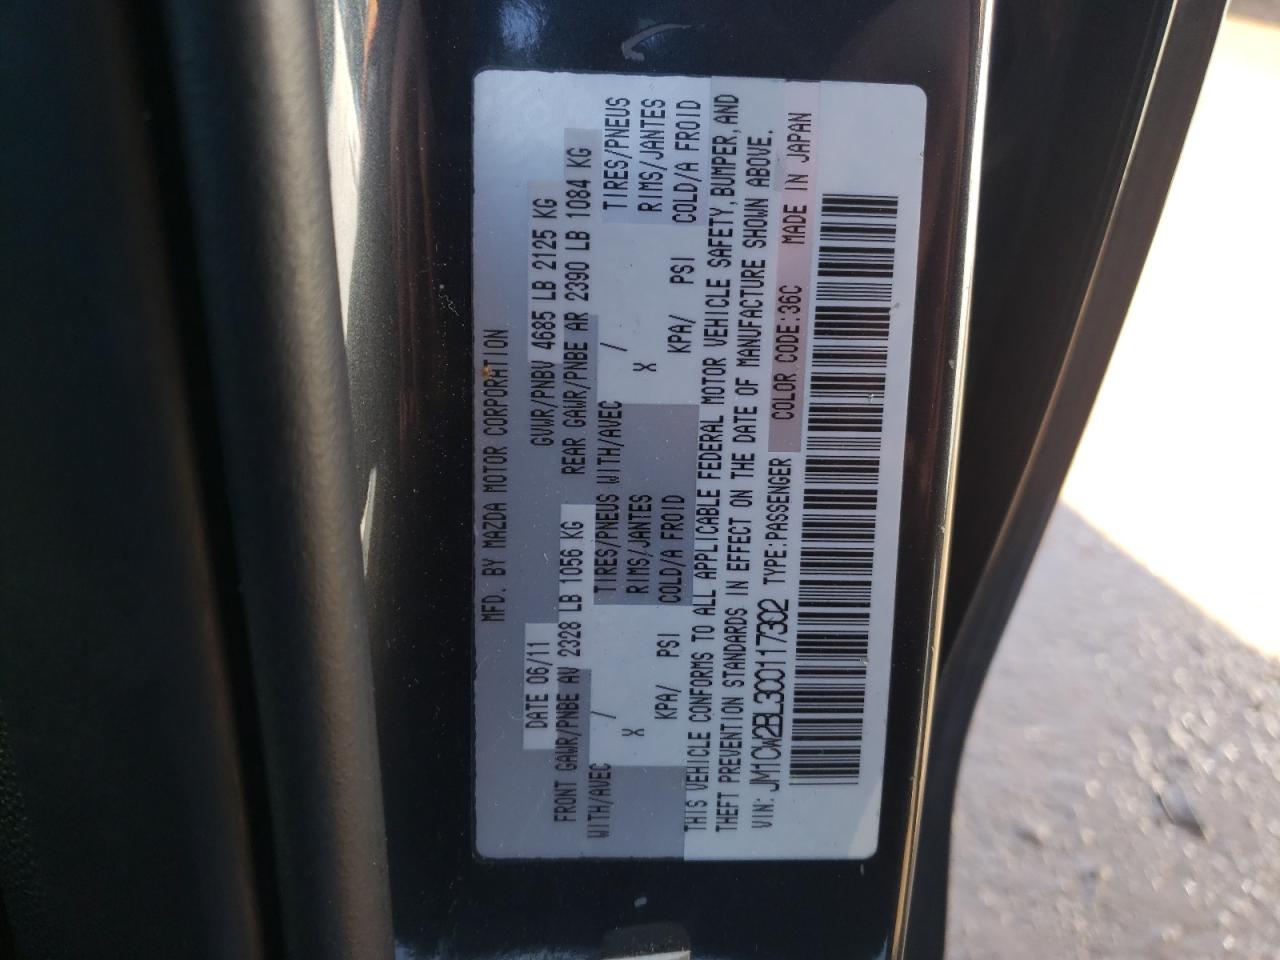 MFD. BY MAZDA MOTOR CORPORATION
DATE 06/11 GVWR/PNBV 4685 LB 2125 KG
FRONT GAWR/PNBE AV 2328 LB 1056 KG REAR GAWR/PNBE AR 2390 LB 1084 KG
WITH/AVEC / TIRES/PNEUS WITH/AVEC / TIRES/PNEUS
X RIMS/JANTES X RIMS/JANTES
KPA/ PSI COLD/A FROID KPA/ PSI COLD/A FROID
THIS VEHICLE CONFORMS TO ALL APPLICABLE FEDERAL MOTOR VEHICLE SAFETY, BUMPER, AND
THEFT PREVENTION STANDARDS IN EFFECT ON THE DATE OF MANUFACTURE SHOWN ABOVE.
VIN: JM1CW2BL3C0117302 TYPE:PASSENGER COLOR CODE:36C MADE IN JAPAN